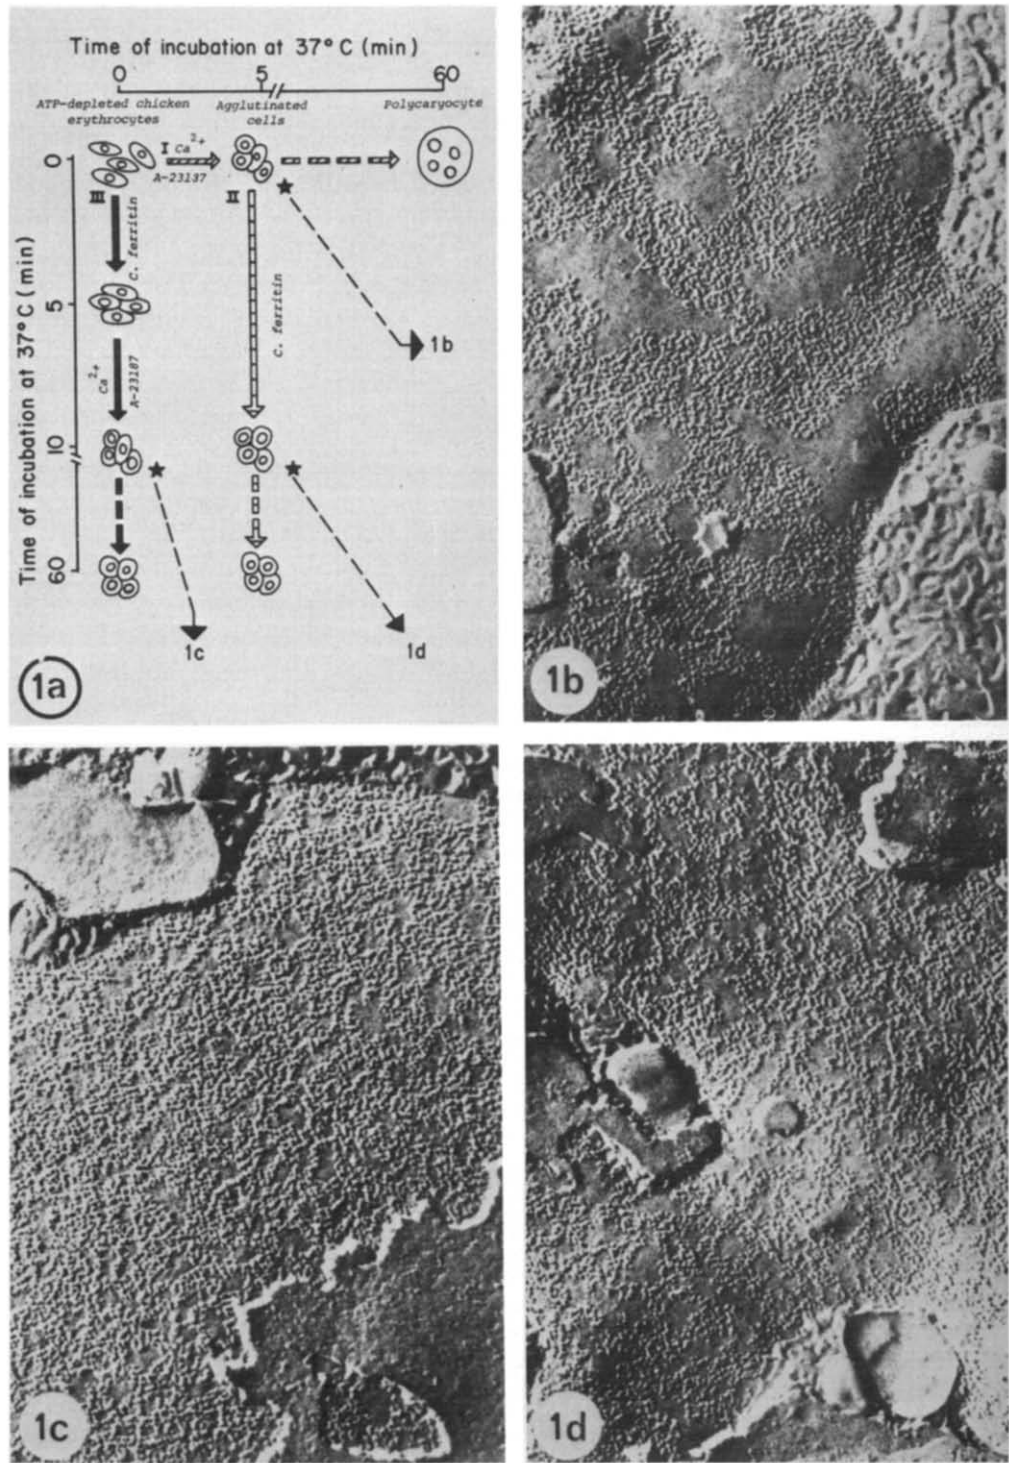 Time of incubation at 37° C (min)
0 5 60
ATP-depleted chicken erythrocytes
Agglutinated cells
Polycaryocyte
Time of incubation at 37° C (min)
0
5
10
60
I Ca2+
A-23187
III
C. ferritin
Ca2+
A-23187
II
C. ferritin
★
1b
★
1c
★
1d
1a
1b
1c
1d